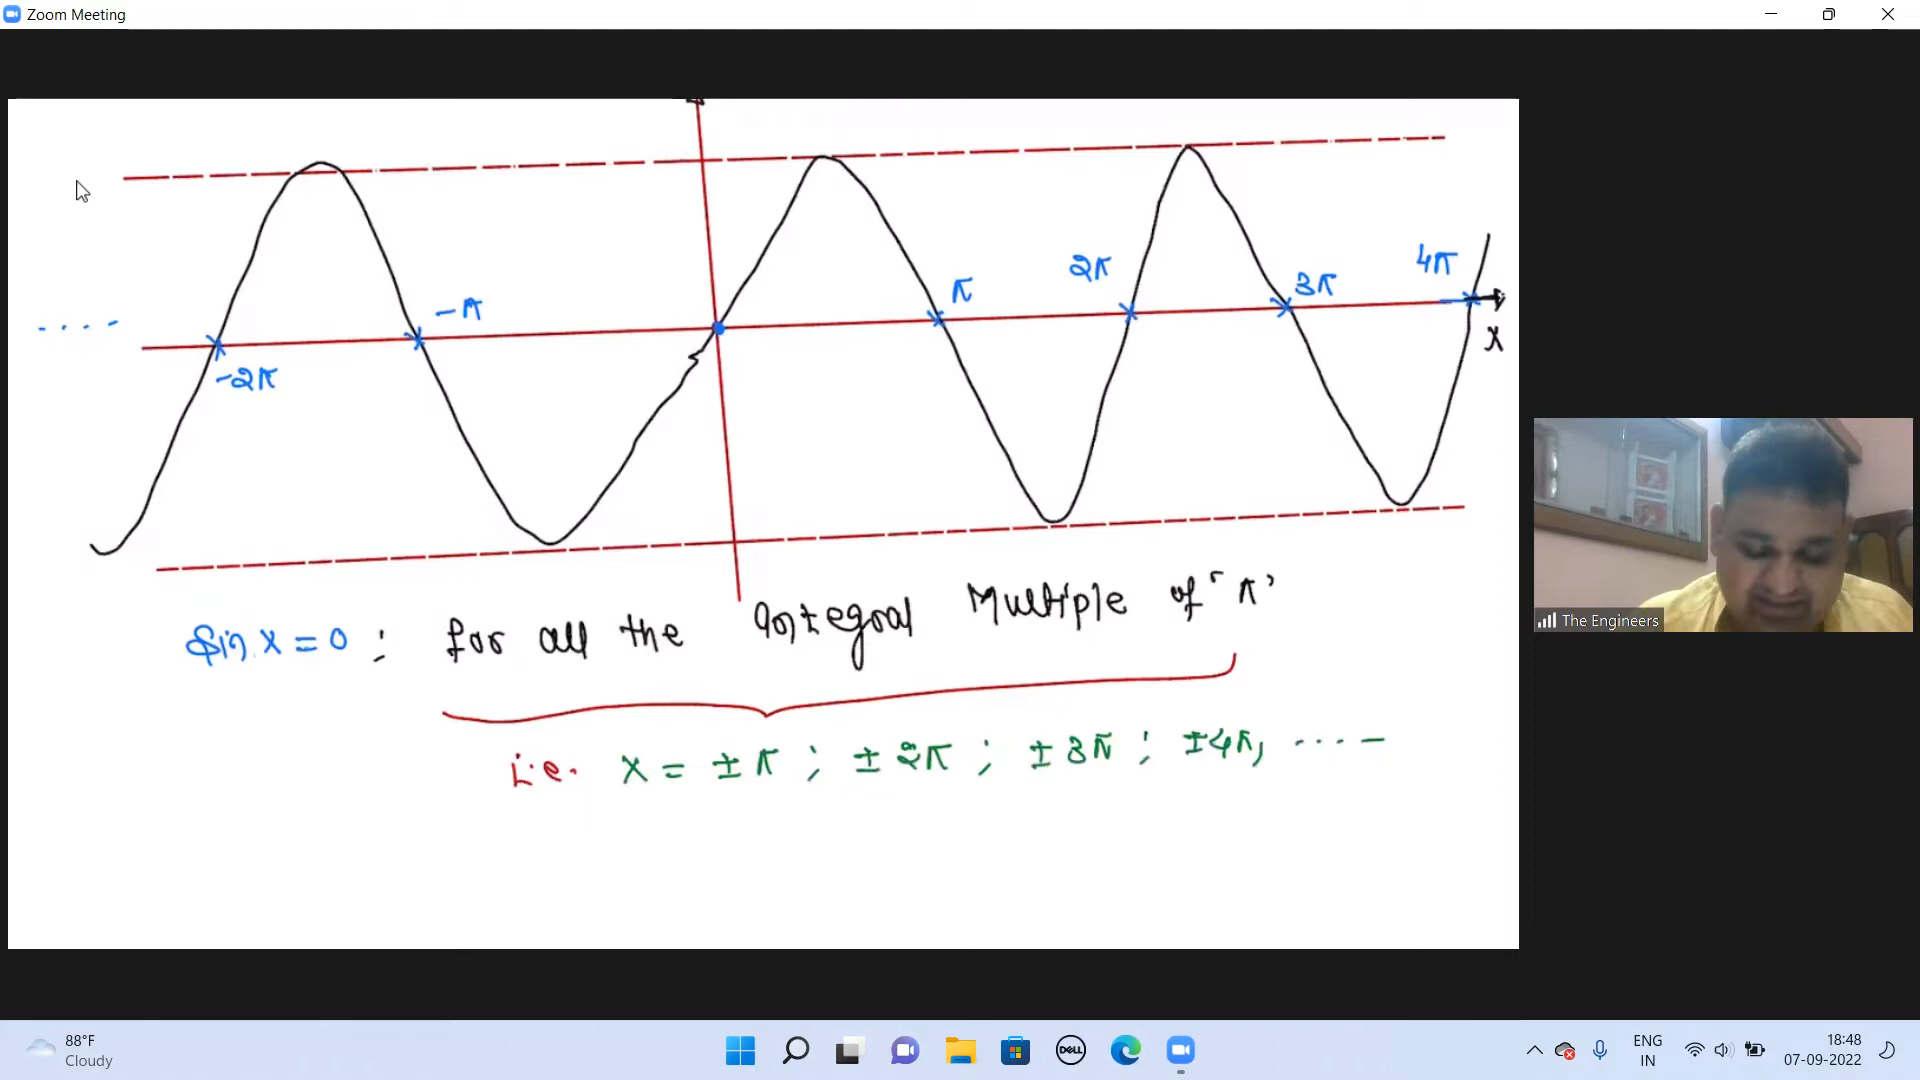 Zoom Meeting
-2π
-π
π
2π
3π
4π
x
Sin x = 0 : for all the Integral Multiple of 'π'
i.e. x = ± π ; ± 2π ; ± 3π ; ± 4π, .....
The Engineers
88°F
Cloudy
DELL
ENG
IN
18:48
07-09-2022